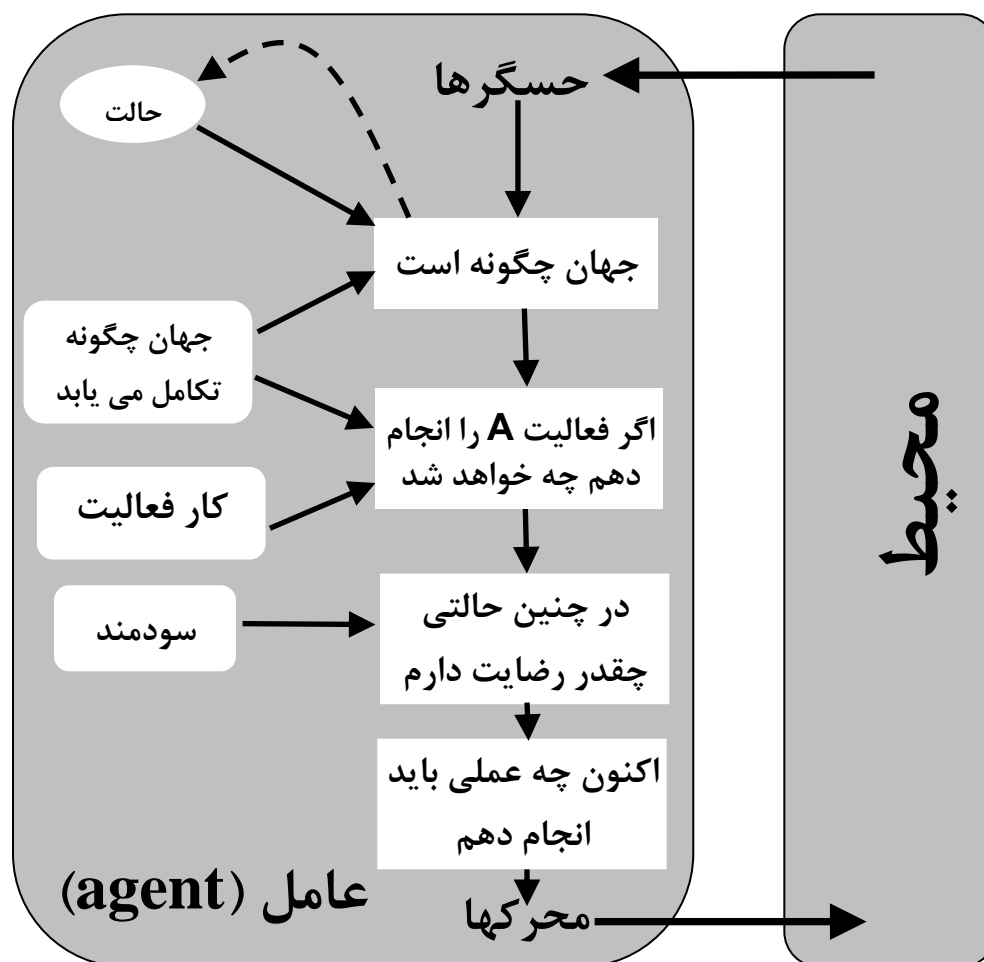 حسگرها
حالت
جهان چگونه است
جهان چگونه
تکامل می یابد
اگر فعالیت A را انجام
دهم چه خواهد شد
کار فعالیت
در چنین حالتی
چقدر رضایت دارم
سودمند
اکنون چه عملی باید
انجام دهم
عامل (agent)
محرکها
محیط